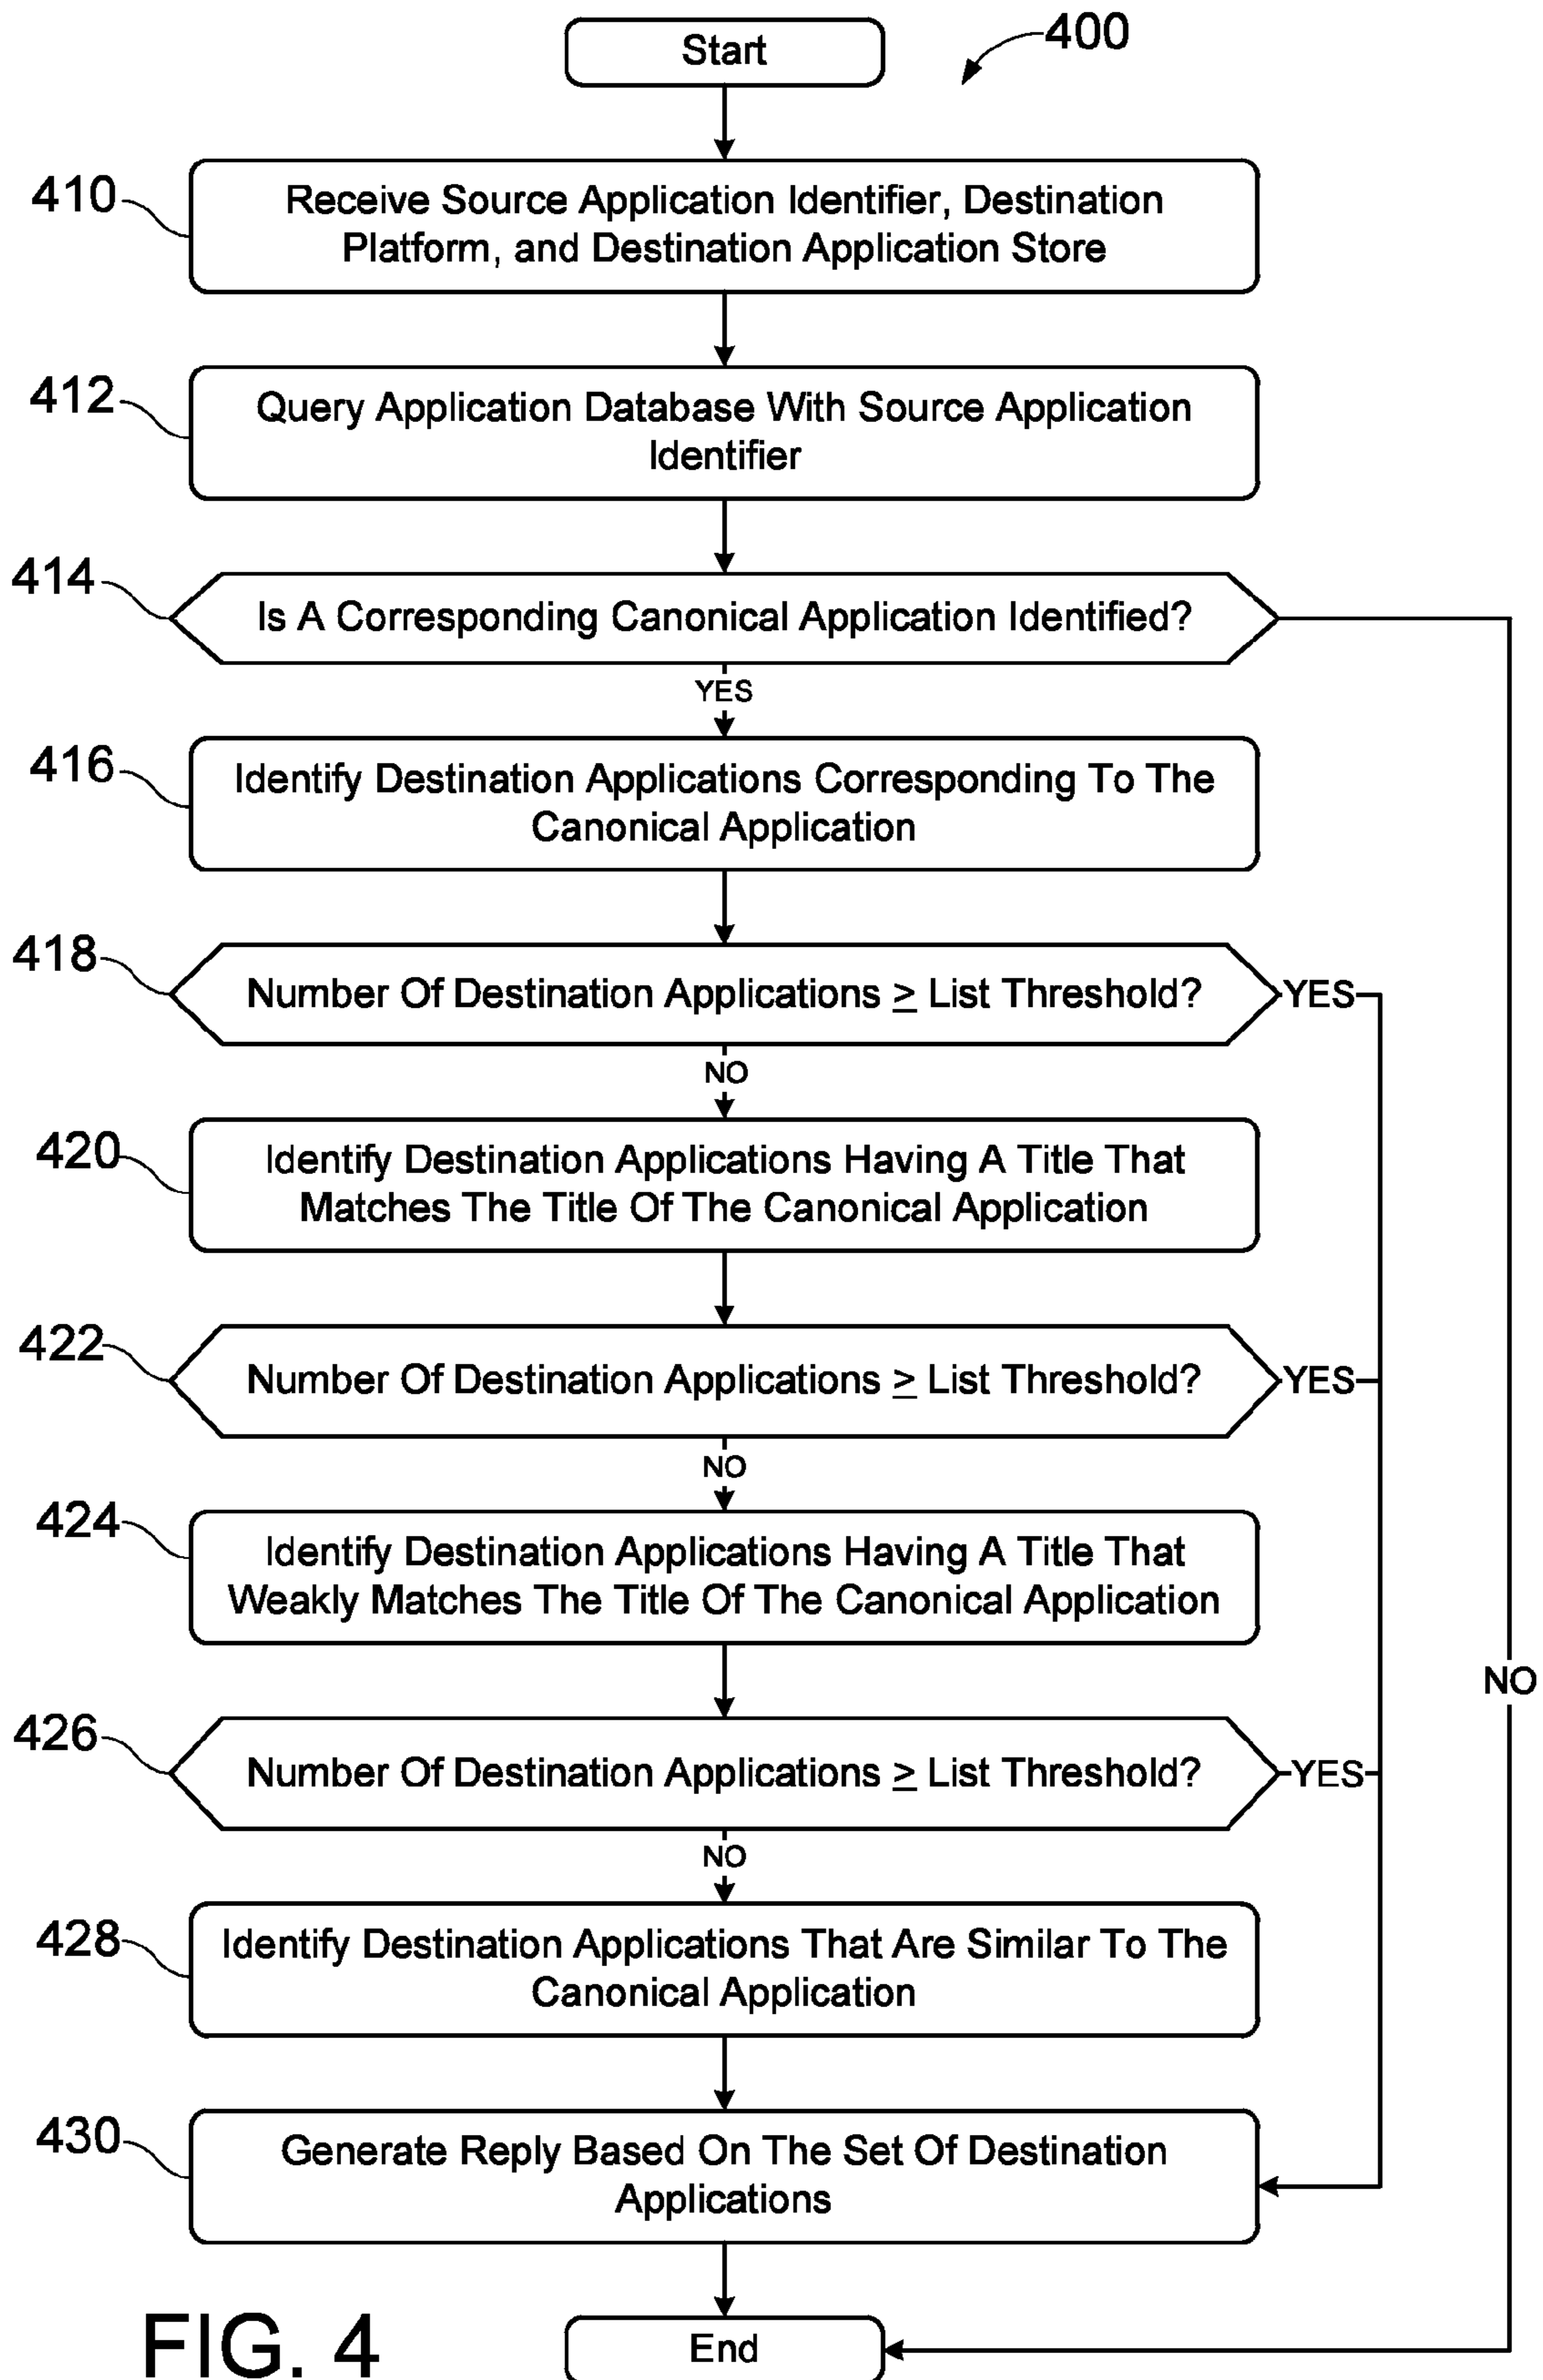 Start
400
410
Receive Source Application Identifier, Destination
Platform, and Destination Application Store
412
Query Application Database With Source Application
Identifier
414
Is A Corresponding Canonical Application Identified?
YES
416
Identify Destination Applications Corresponding To The
Canonical Application
418
Number Of Destination Applications ≥ List Threshold?
YES
NO
420
Identify Destination Applications Having A Title That
Matches The Title Of The Canonical Application
422
Number Of Destination Applications ≥ List Threshold?
YES
NO
424
Identify Destination Applications Having A Title That
Weakly Matches The Title Of The Canonical Application
NO
426
Number Of Destination Applications ≥ List Threshold?
YES
NO
428
Identify Destination Applications That Are Similar To The
Canonical Application
430
Generate Reply Based On The Set Of Destination
Applications
FIG. 4
End